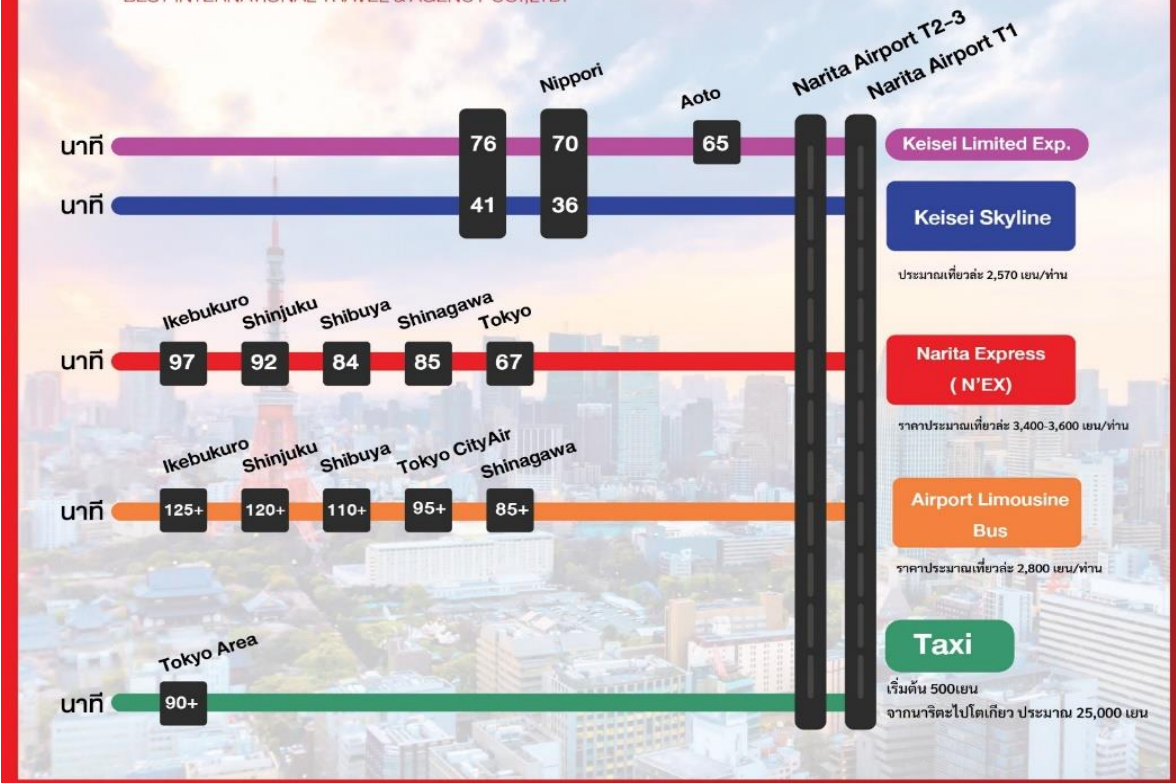 BEST INTERNATIONAL TRAVEL & AGENCY CO.,LTD.
Narita Airport T2-3
Narita Airport T1
Nippori
Aoto
นาที
76
70
65
Keisei Limited Exp.
นาที
41
36
Keisei Skyline
ประมาณเที่ยวล่ะ 2,570 เยน/ท่าน
Ikebukuro
Shinjuku
Shibuya
Shinagawa
Tokyo
นาที
97
92
84
85
67
Narita Express
( N'EX)
ราคาประมาณเที่ยวล่ะ 3,400-3,600 เยน/ท่าน
Ikebukuro
Shinjuku
Shibuya
Tokyo CityAir
Shinagawa
นาที
125+
120+
110+
95+
85+
Airport Limousine
Bus
ราคาประมาณเที่ยวล่ะ 2,800 เยน/ท่าน
Tokyo Area
นาที
90+
Taxi
เริ่มต้น 500เยน
จากนาริตะไปโตเกียว ประมาณ 25,000 เยน